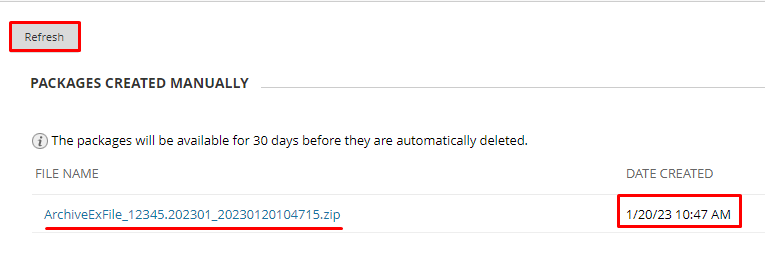 Refresh
PACKAGES CREATED MANUALLY
i The packages will be available for 30 days before they are automatically deleted.
FILE NAME DATE CREATED
ArchiveExFile_12345.202301_20230120104715.zip 1/20/23 10:47 AM